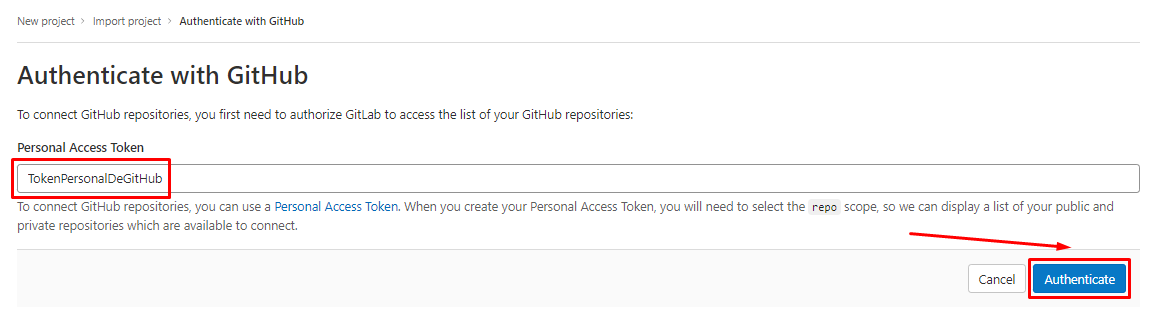 New project > Import project > Authenticate with GitHub
Authenticate with GitHub
To connect GitHub repositories, you first need to authorize GitLab to access the list of your GitHub repositories:
Personal Access Token
TokenPersonalDeGitHub
To connect GitHub repositories, you can use a Personal Access Token. When you create your Personal Access Token, you will need to select the repo scope, so we can display a list of your public and
private repositories which are available to connect.
Cancel Authenticate